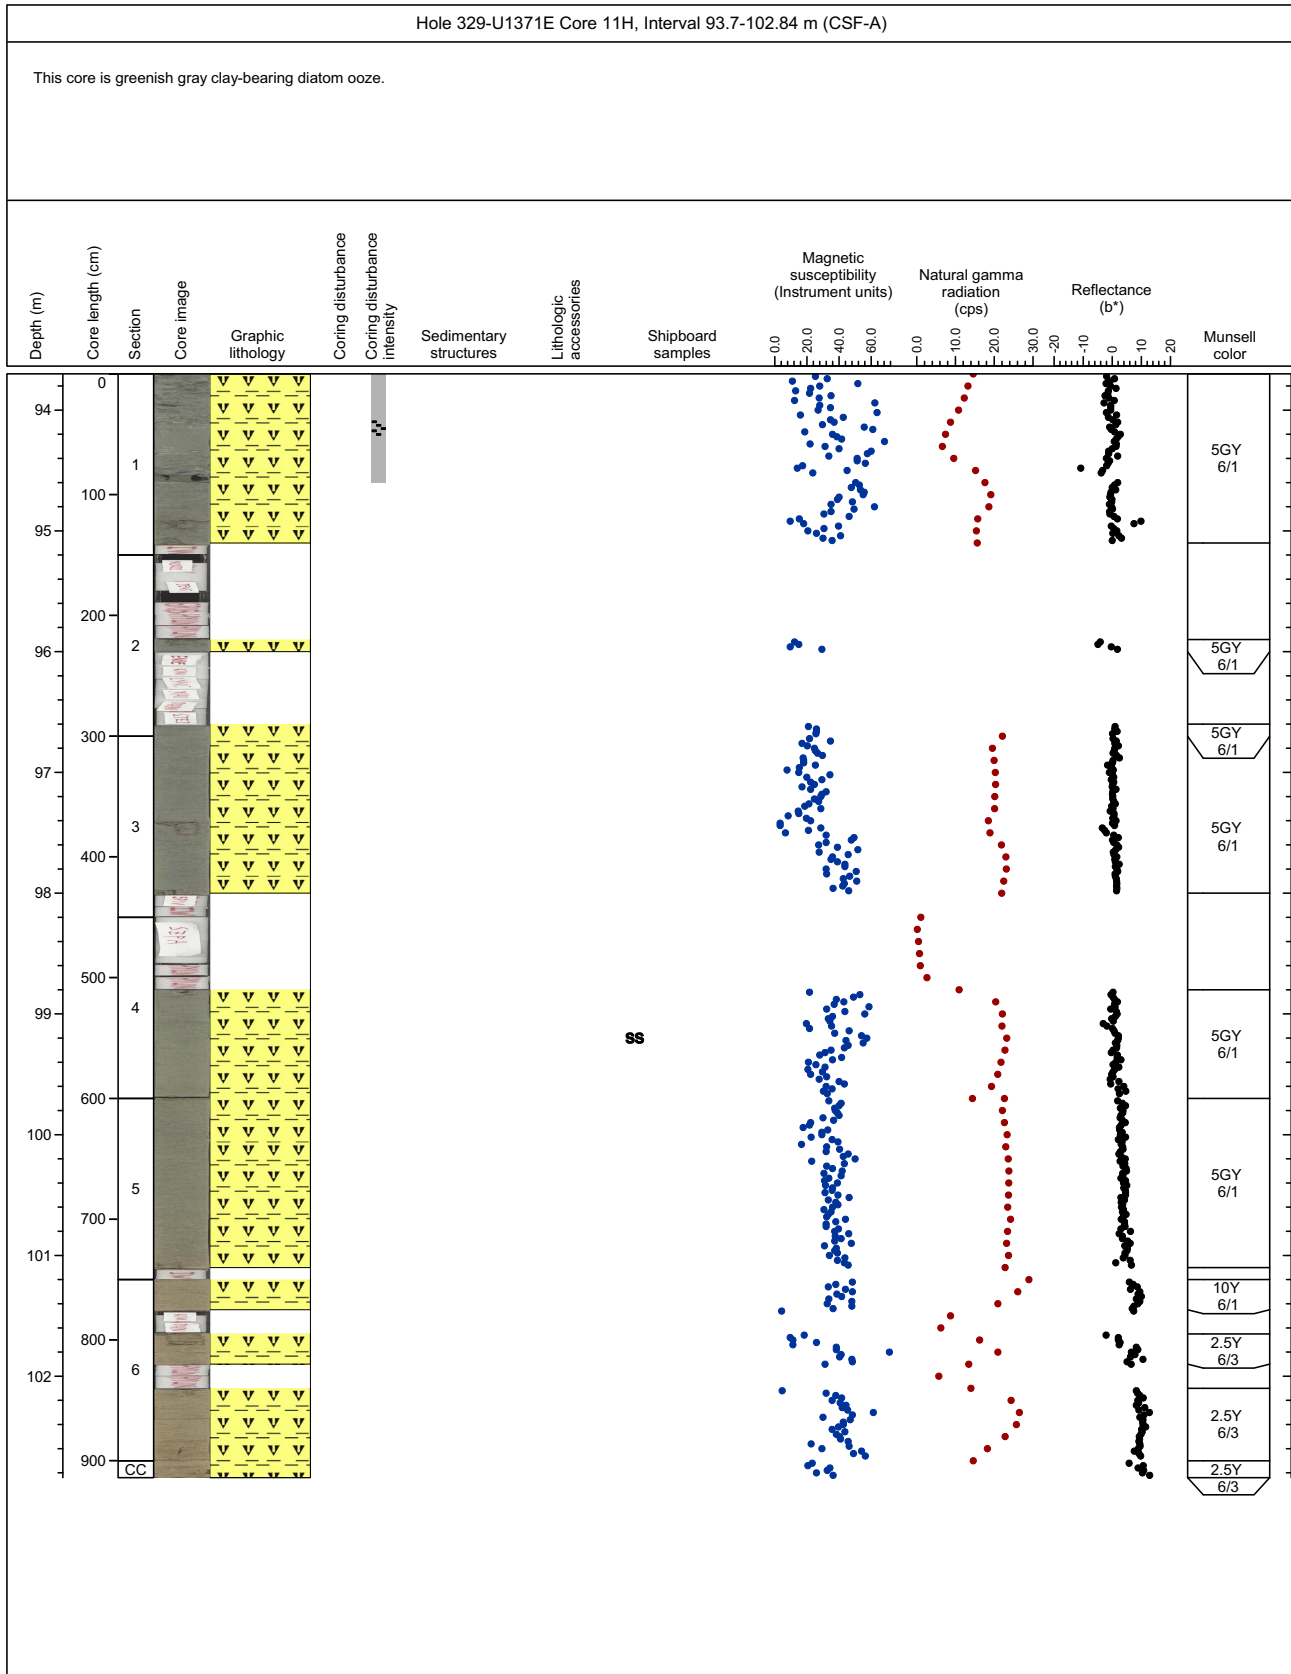 Hole 329-U1371E Core 11H, Interval 93.7-102.84 m (CSF-A)
This core is greenish gray clay-bearing diatom ooze.
Depth (m)
Core length (cm)
Section
Core image
Graphic
lithology
Coring disturbance
Coring disturbance
intensity
Sedimentary
structures
Lithologic
accessories
Shipboard
samples
Magnetic
susceptibility
(Instrument units)
0.0
20.0
40.0
60.0
Natural gamma
radiation
(cps)
0.0
10.0
20.0
30.0
Reflectance
(b*)
-20
-10
0
10
20
Munsell
color
94
95
96
97
98
99
100
101
102
0
100
200
300
400
500
600
700
800
900
1
2
3
4
5
6
CC
ss
5GY
6/1
5GY
6/1
5GY
6/1
5GY
6/1
5GY
6/1
5GY
6/1
10Y
6/1
2.5Y
6/3
2.5Y
6/3
2.5Y
6/3